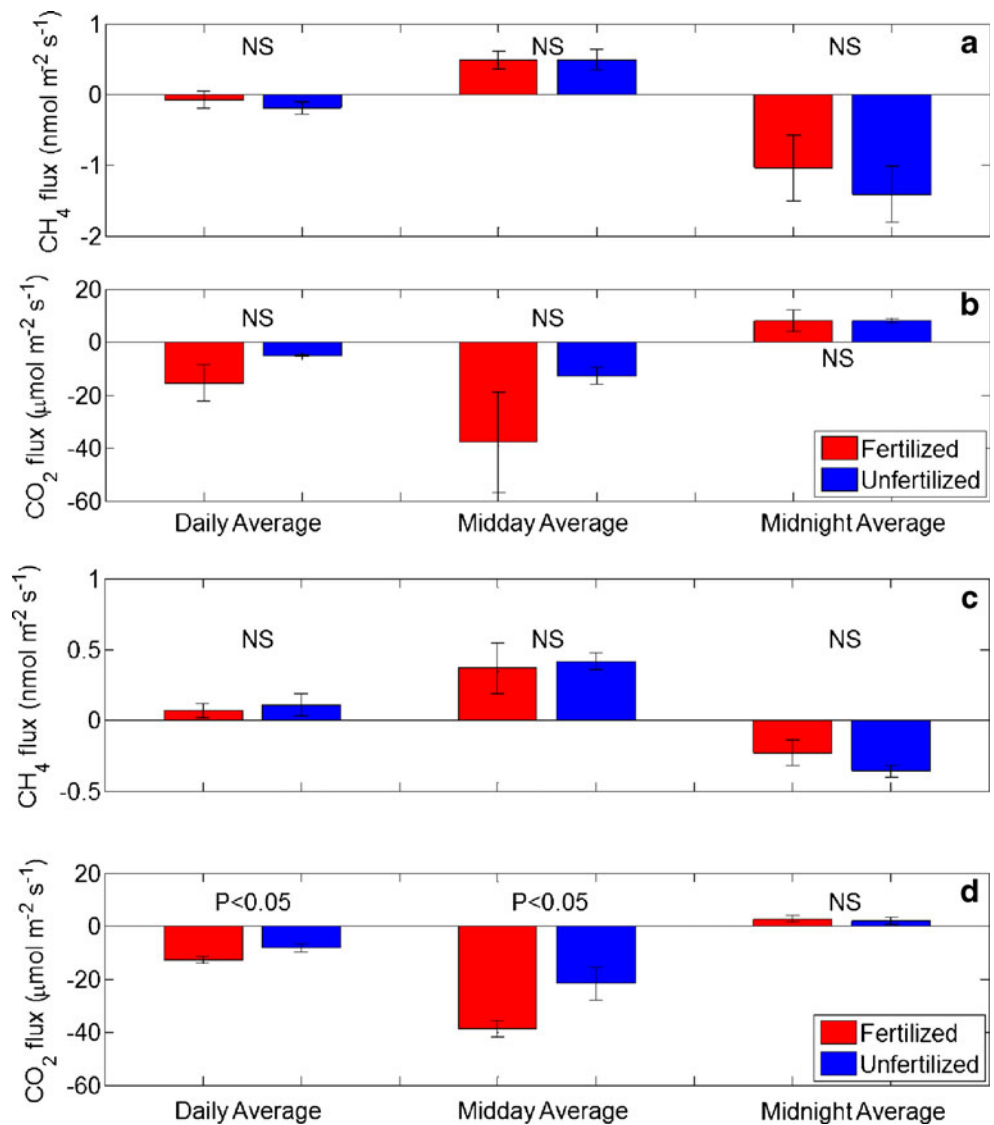 a
1
0
-1
-2
CH4 flux (nmol m-2 s-1)
NS NS NS
b
20
0
-20
-40
-60
CO2 flux (μmol m-2 s-1)
NS NS NS
Fertilized
Unfertilized
Daily Average Midday Average Midnight Average
c
1
0.5
0
-0.5
CH4 flux (nmol m-2 s-1)
NS NS NS
d
20
0
-20
-40
-60
CO2 flux (μmol m-2 s-1)
P<0.05 P<0.05 NS
Fertilized
Unfertilized
Daily Average Midday Average Midnight Average